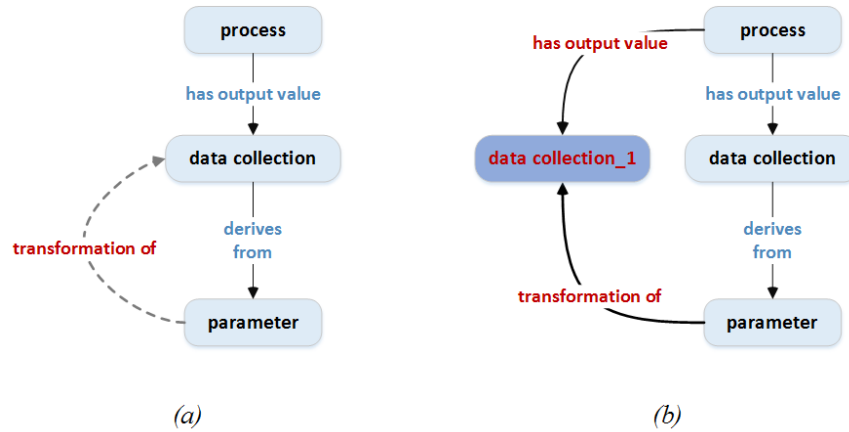 process
has output value
data collection
derives
from
transformation of
parameter
(a)
process
has output value
has output value
data collection_1
data collection
derives
from
transformation of
parameter
(b)